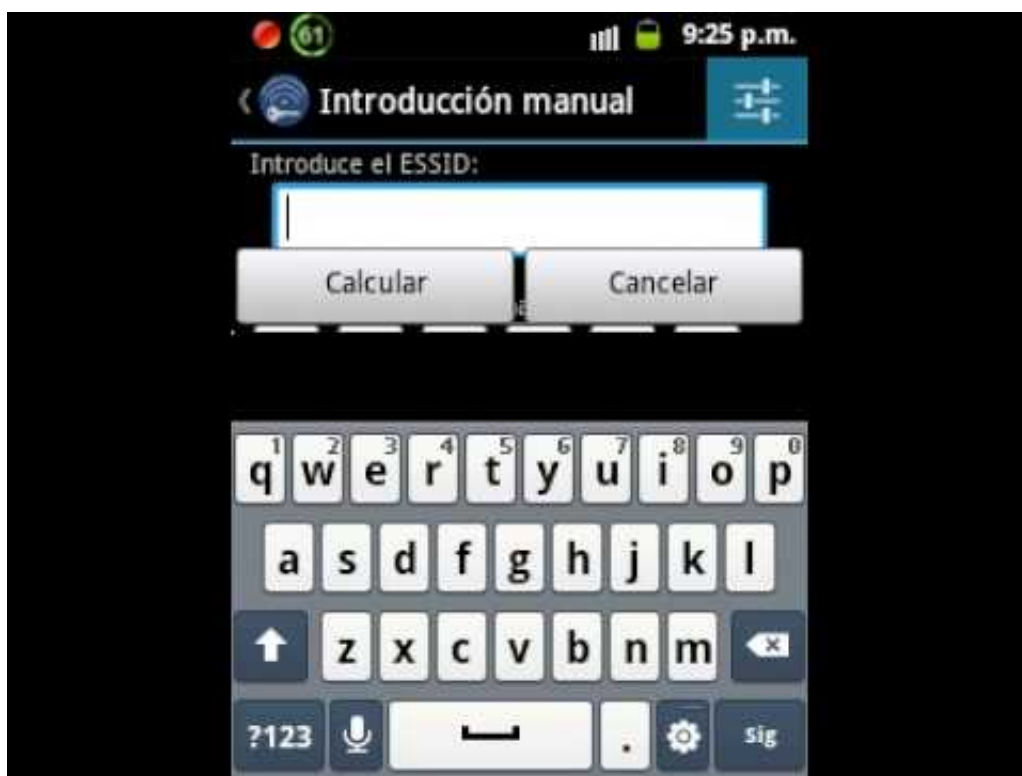 61 9:25 p.m.
Introducción manual
Introduce el ESSID:
Calcular Cancelar
1 2 3 4 5 6 7 8 9 0
q w e r t y u i o p
a s d f g h j k l
z x c v b n m
?123 . Sig